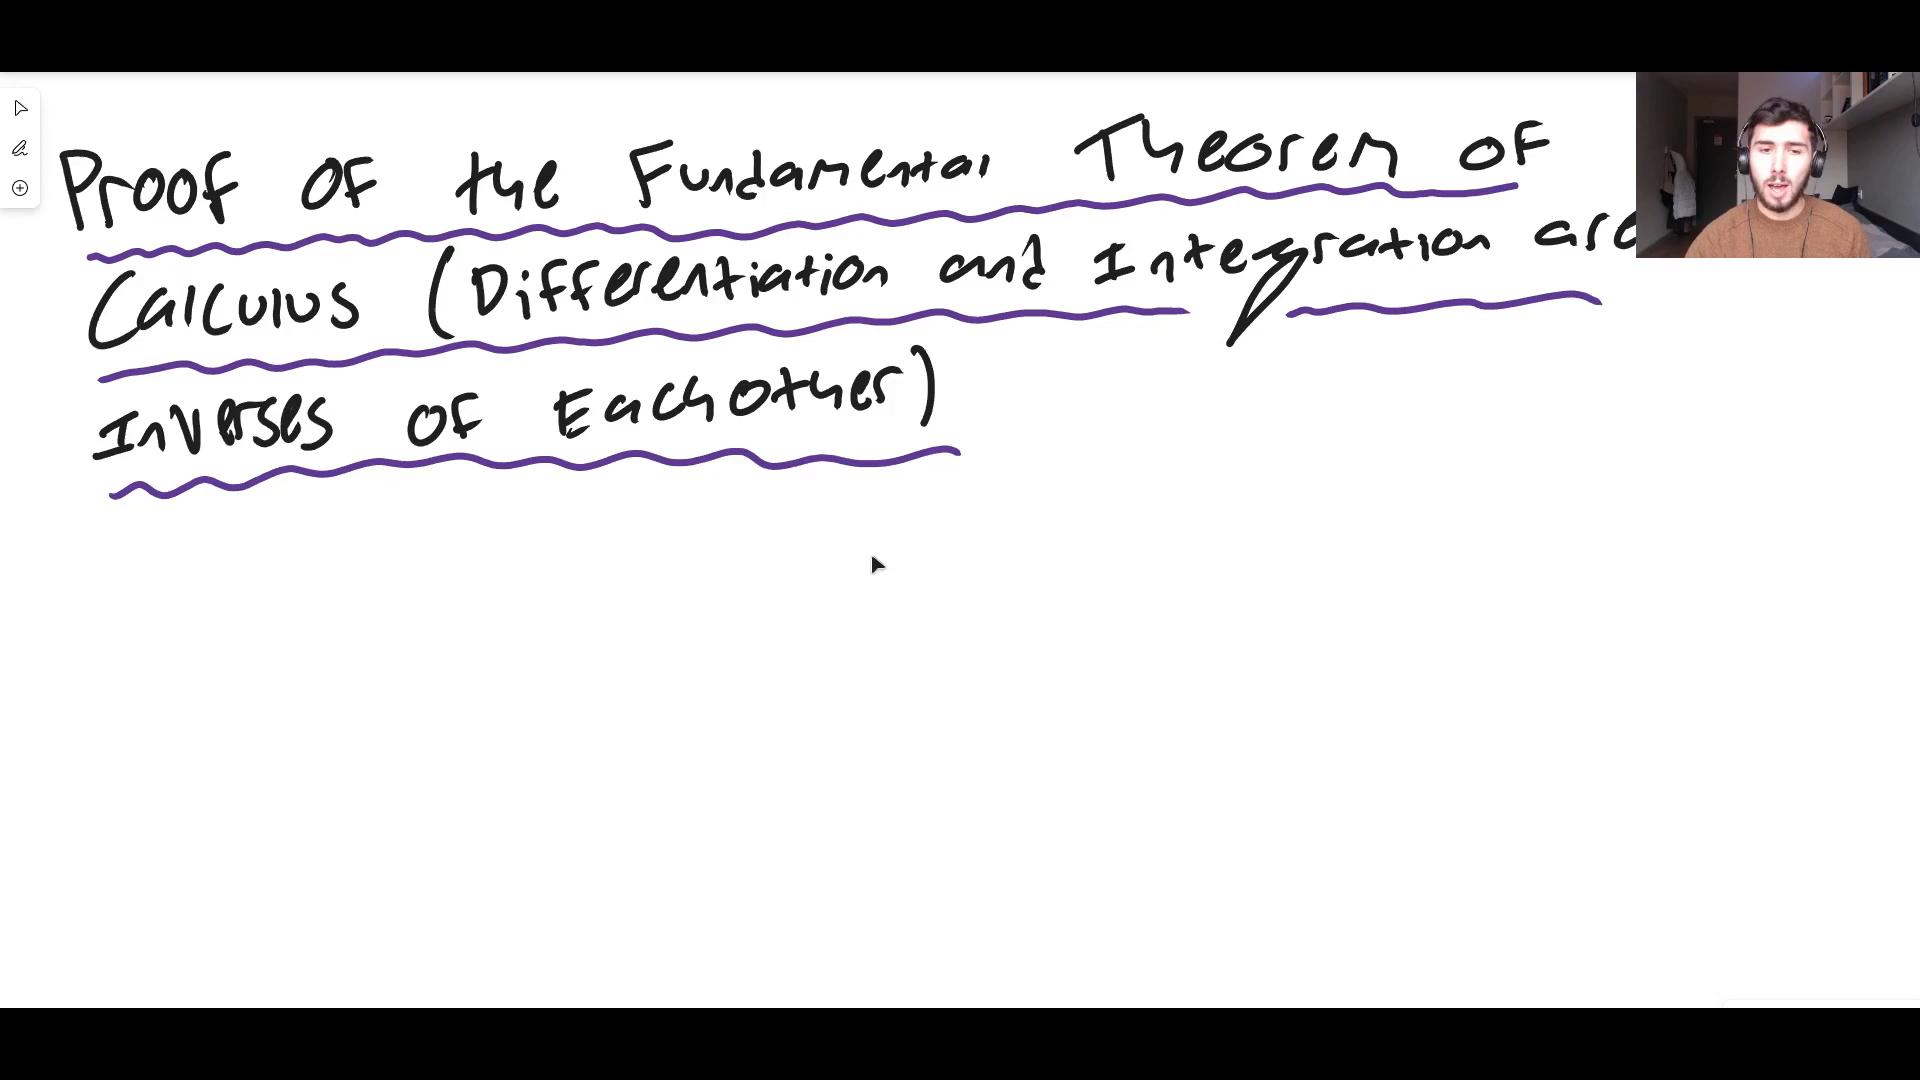 Proof of the Fundamental Theorem of
Calculus (Differentiation and Integration are
Inverses of Eachother)